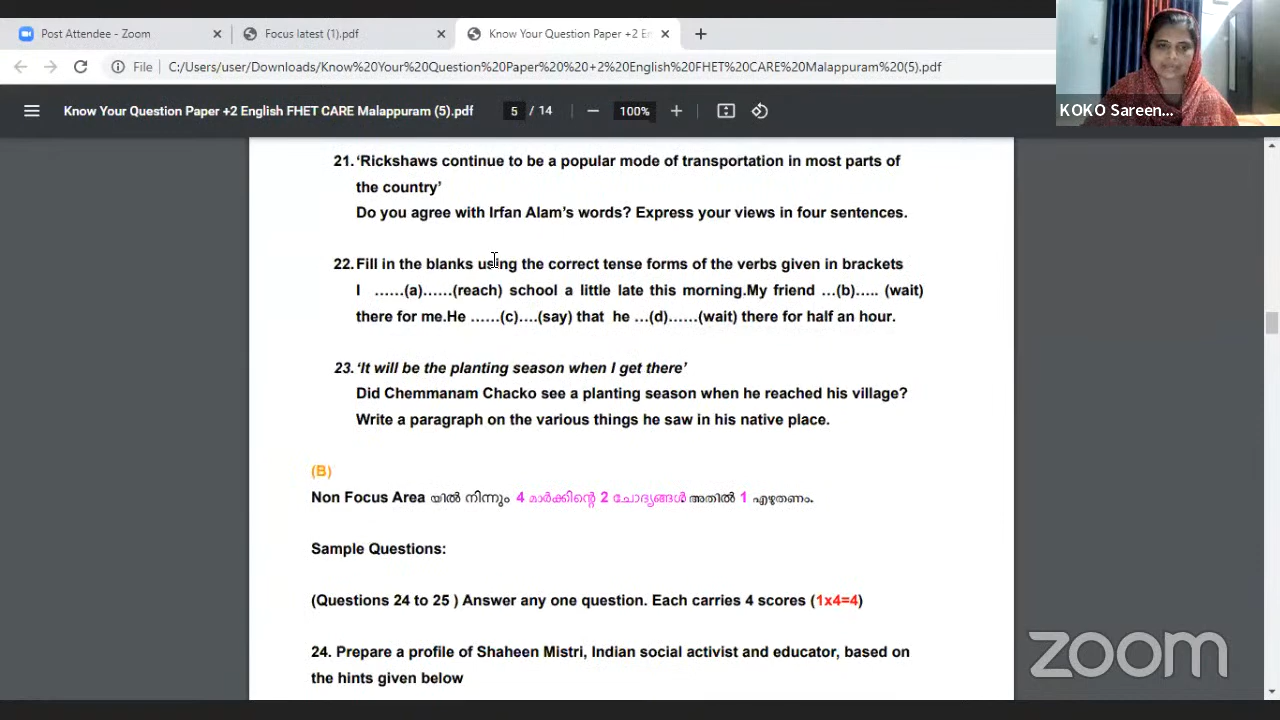 Post Attendee - Zoom
Focus latest (1).pdf
Know Your Question Paper +2 En
File C:/Users/user/Downloads/Know%20Your%20Question%20Paper%20%20+2%20English%20FHET%20CARE%20Malappuram%20(5).pdf
Know Your Question Paper +2 English FHET CARE Malappuram (5).pdf 5 / 14 100%
KOKO Sareen...
21. ‘Rickshaws continue to be a popular mode of transportation in most parts of
the country’
Do you agree with Irfan Alam’s words? Express your views in four sentences.
22. Fill in the blanks using the correct tense forms of the verbs given in brackets
I ……(a)……(reach) school a little late this morning.My friend …(b)….. (wait)
there for me.He ……(c)….(say) that he …(d)……(wait) there for half an hour.
23. ‘It will be the planting season when I get there’
Did Chemmanam Chacko see a planting season when he reached his village?
Write a paragraph on the various things he saw in his native place.
(B)
Non Focus Area യിൽ നിന്നും 4 മാർക്കിന്റെ 2 ചോദ്യങ്ങൾ അതിൽ 1 എഴുതണം.
Sample Questions:
(Questions 24 to 25 ) Answer any one question. Each carries 4 scores (1x4=4)
24. Prepare a profile of Shaheen Mistri, Indian social activist and educator, based on
the hints given below
zoom